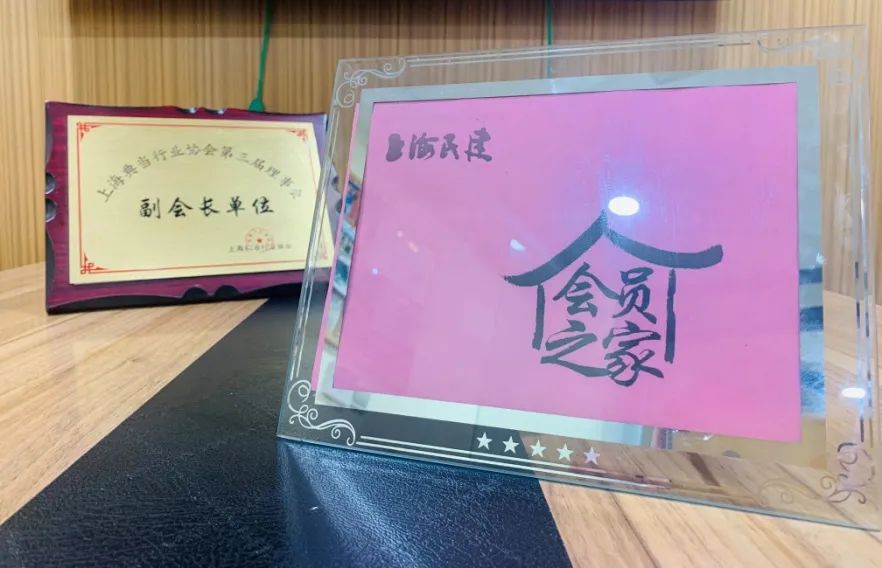 上海典当行业协会第三届理事会
副会长单位
上海民建
会员
之家